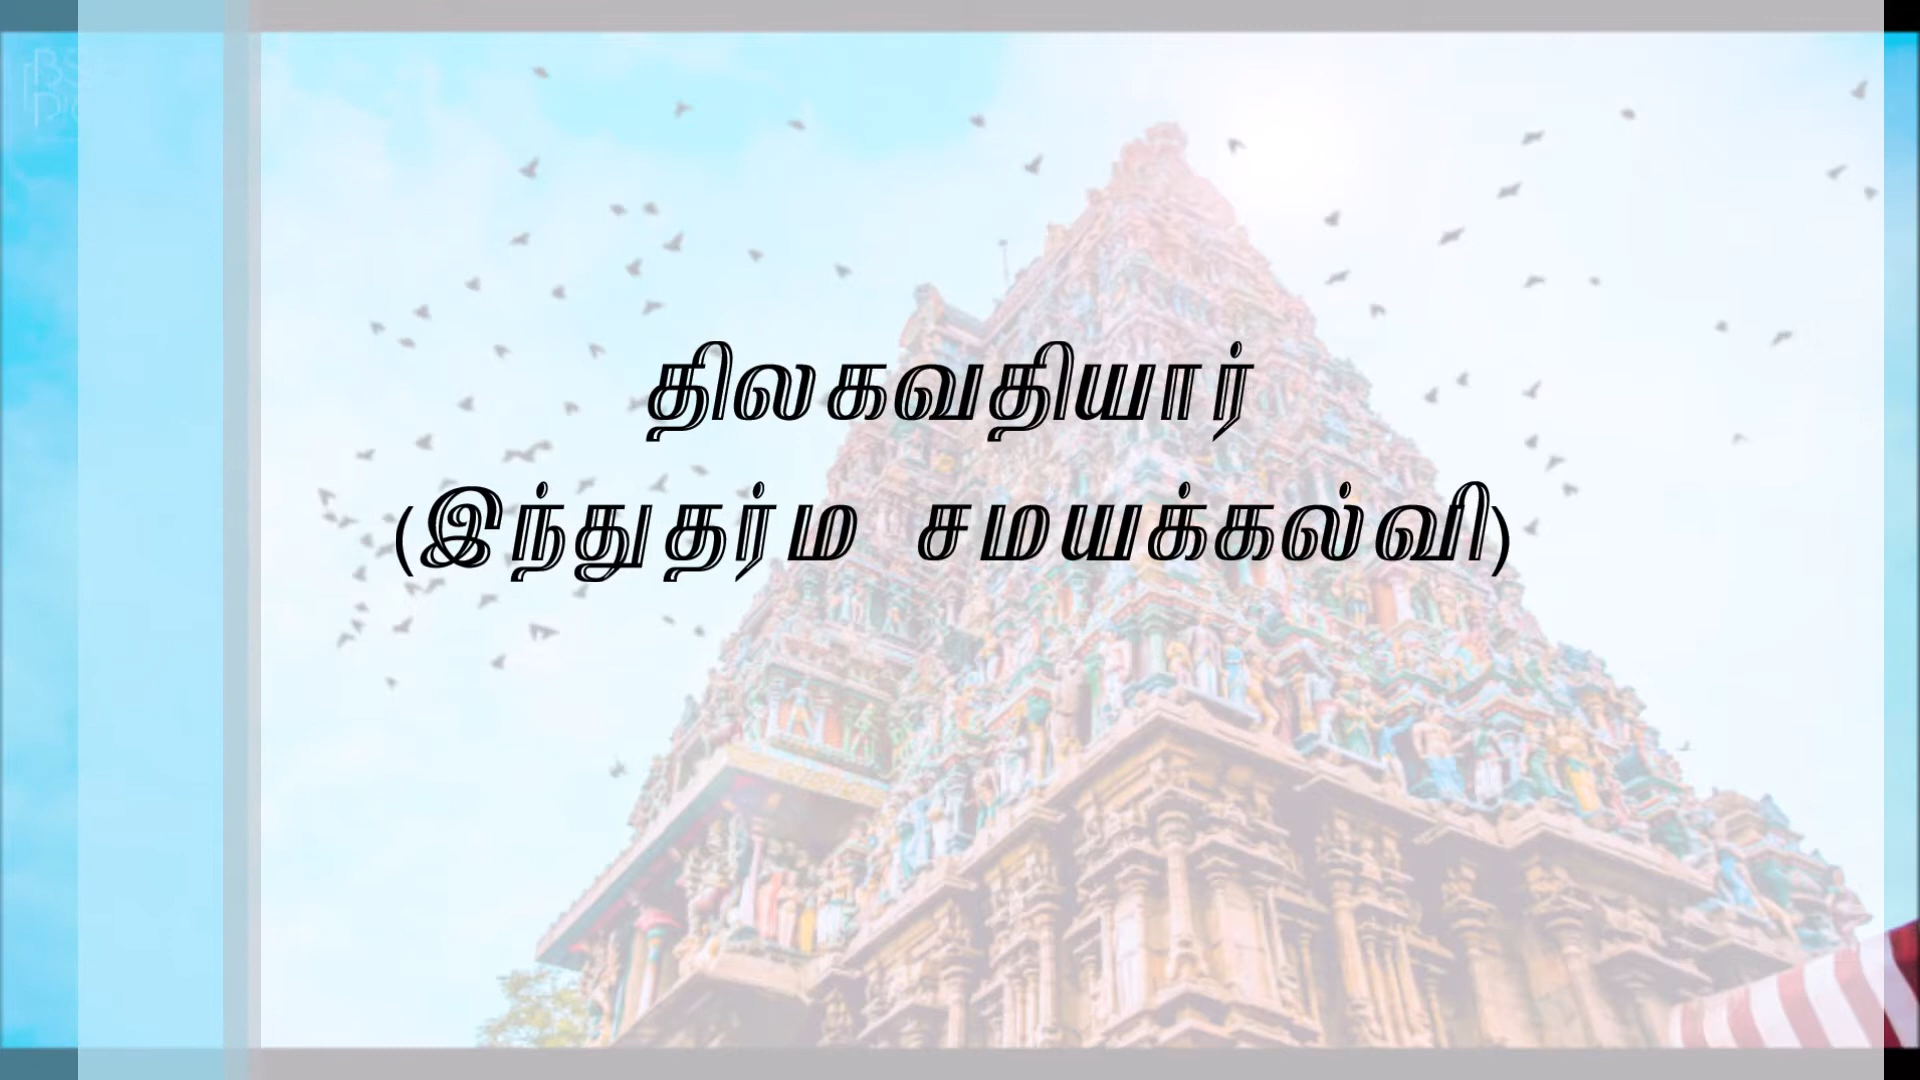 திலகவதியார்
(இந்துதர்ம சமயக்கல்வி)